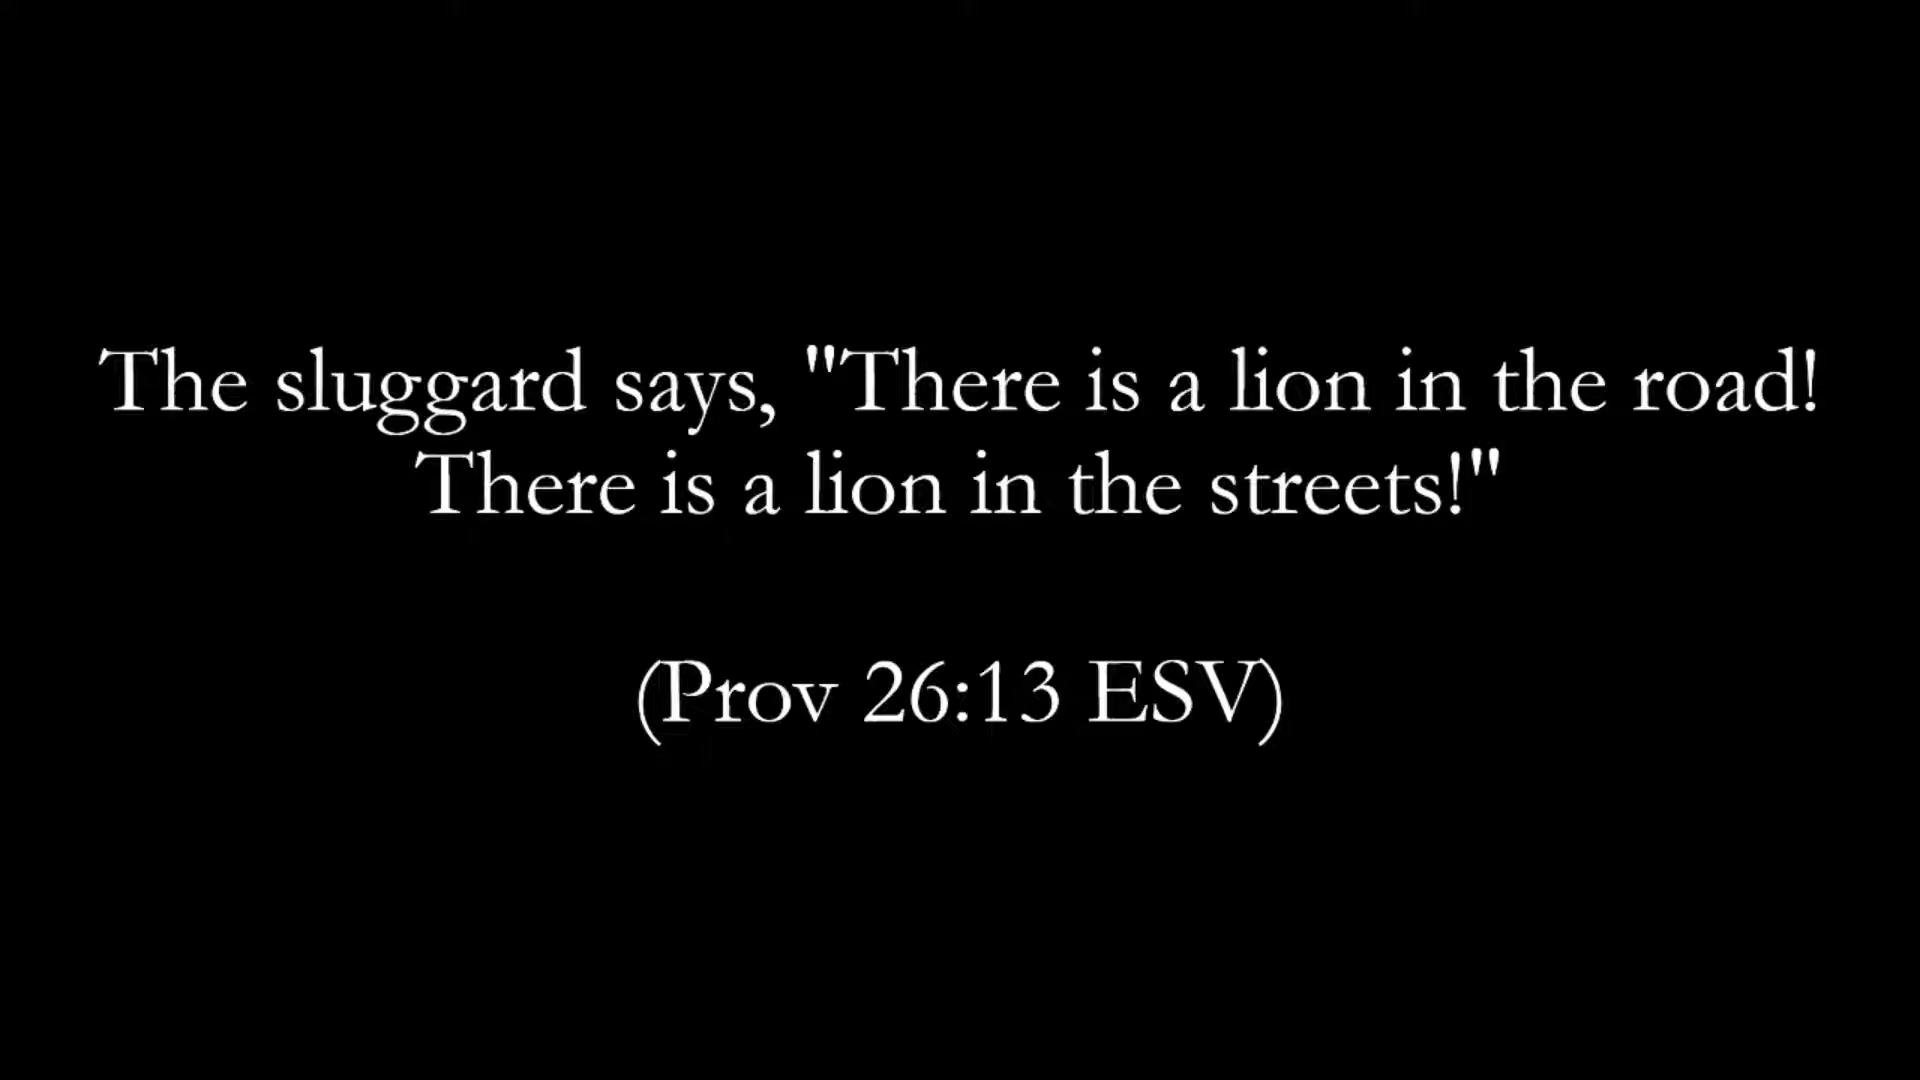 The sluggard says, "There is a lion in the road!
There is a lion in the streets!"
(Prov 26:13 ESV)